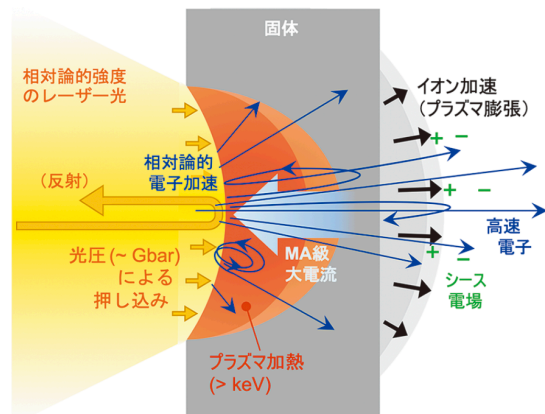 固体
相対論的強度
のレーザー光
イオン加速
(プラズマ膨張)
+ -
相対論的
電子加速
(反射)
+ -
高速
電子
光圧(~ Gbar)
による
押し込み
MA級
大電流
+ -
+ -
シース
電場
プラズマ加熱
(> keV)